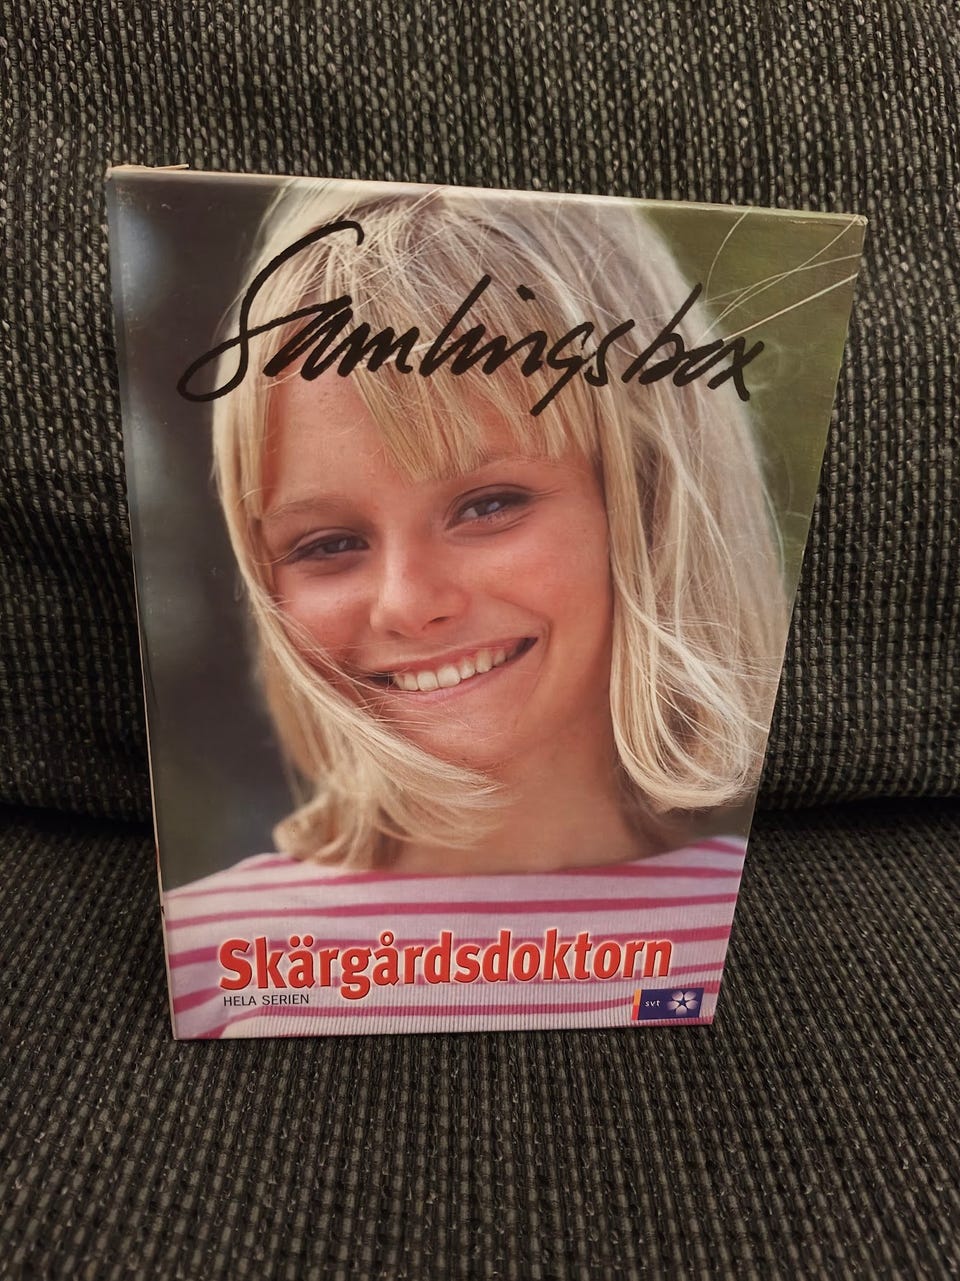 Samlingsbox
Skärgårdsdoktorn
HELA SERIEN
svt